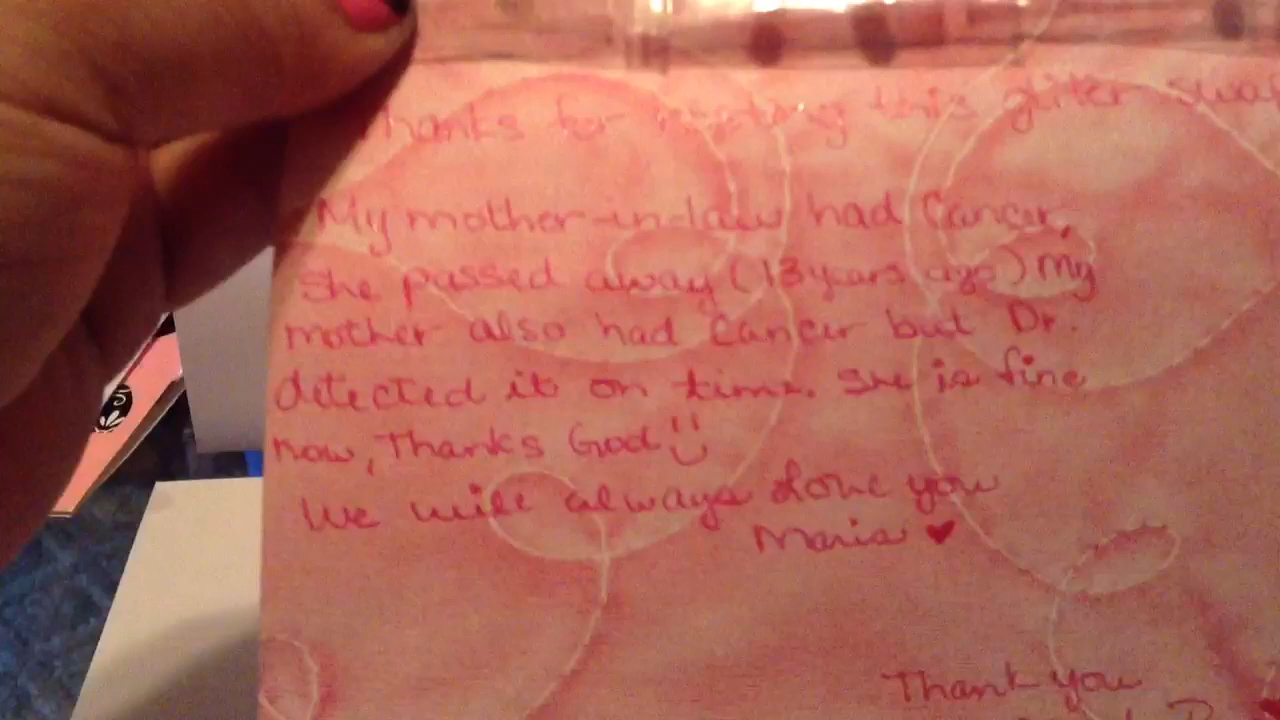 Thanks for hosting this glitter swap
My mother-in-law had Cancer,
She passed away (13 years ago) My
mother also had Cancer but Dr.
detected it on time. She is fine
now, Thanks God!
We will always love you
Maria ♥
Thank you